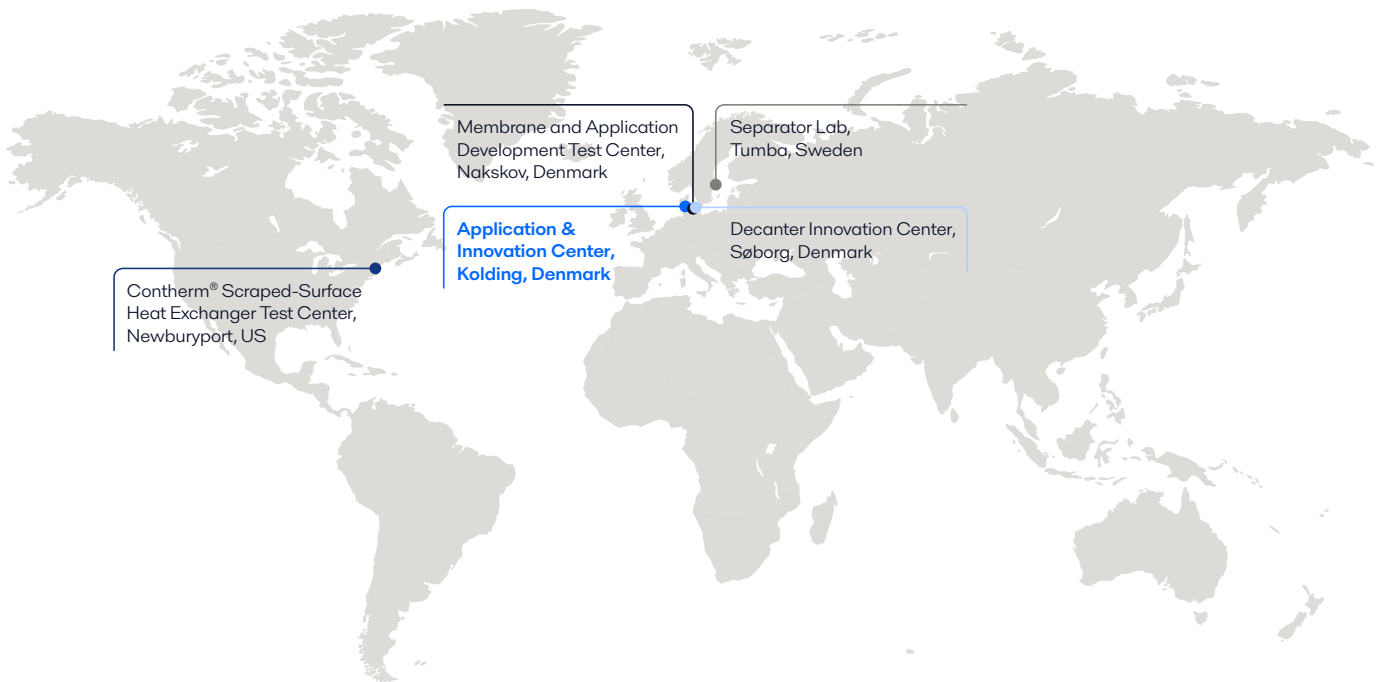 Membrane and Application
Development Test Center,
Nakskov, Denmark
Separator Lab,
Tumba, Sweden
Application &
Innovation Center,
Kolding, Denmark
Decanter Innovation Center,
Søborg, Denmark
Contherm® Scraped-Surface
Heat Exchanger Test Center,
Newburyport, US